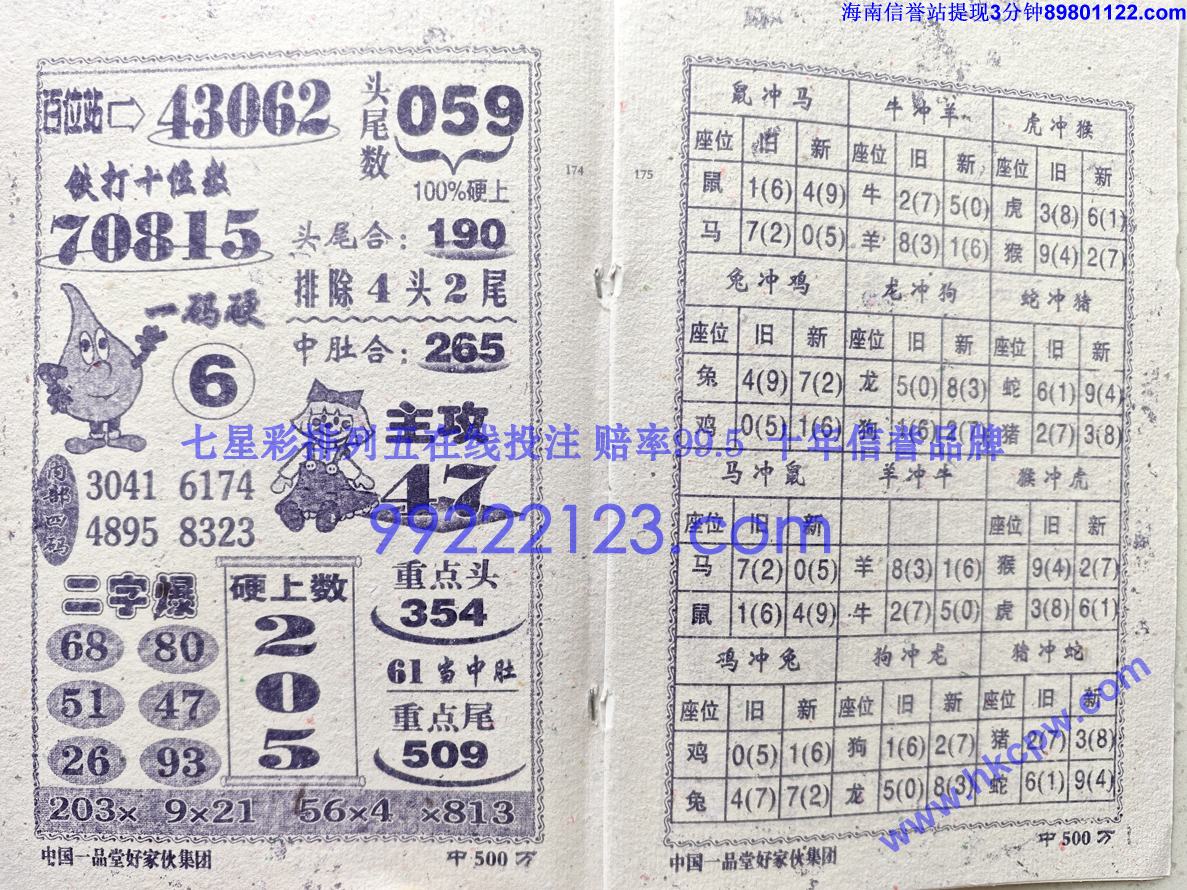 海南信誉站提现3分钟89801122.com
百位站⇨ 43062
头尾数 059
100%硬上
铁打十位数
70815
头尾合: 190
排除4头2尾
一码硬
6
中肚合: 265
主攻
47
七星彩排列五在线投注 赔率99.5 十年信誉品牌
99222123.com
内部四码
3041 6174
4895 8323
二字爆
68 80
51 47
26 93
硬上数
2
0
5
重点头
354
61当中肚
重点尾
509
203× 9×21 56×4 ×813
中国一品堂好家伙集团 中500万
174
175
鼠冲马 牛冲羊 虎冲猴
座位 旧 新 座位 旧 新 座位 旧 新
鼠 1(6) 4(9) 牛 2(7) 5(0) 虎 3(8) 6(1)
马 7(2) 0(5) 羊 8(3) 1(6) 猴 9(4) 2(7)
兔冲鸡 龙冲狗 蛇冲猪
座位 旧 新 座位 旧 新 座位 旧 新
兔 4(9) 7(2) 龙 5(0) 8(3) 蛇 6(1) 9(4)
鸡 0(5) 1(6) 狗 1(6) 2(7) 猪 2(7) 3(8)
马冲鼠 羊冲牛 猴冲虎
座位 旧 新 座位 旧 新
马 7(2) 0(5) 羊 8(3) 1(6) 猴 9(4) 2(7)
鼠 1(6) 4(9) 牛 2(7) 5(0) 虎 3(8) 6(1)
鸡冲兔 狗冲龙 猪冲蛇
座位 旧 新 座位 旧 新 座位 旧 新
鸡 0(5) 1(6) 狗 1(6) 2(7) 猪 2(7) 3(8)
兔 4(7) 7(2) 龙 5(0) 8(3) 蛇 6(1) 9(4)
www.hkcpw.com
中国一品堂好家伙集团 中500万